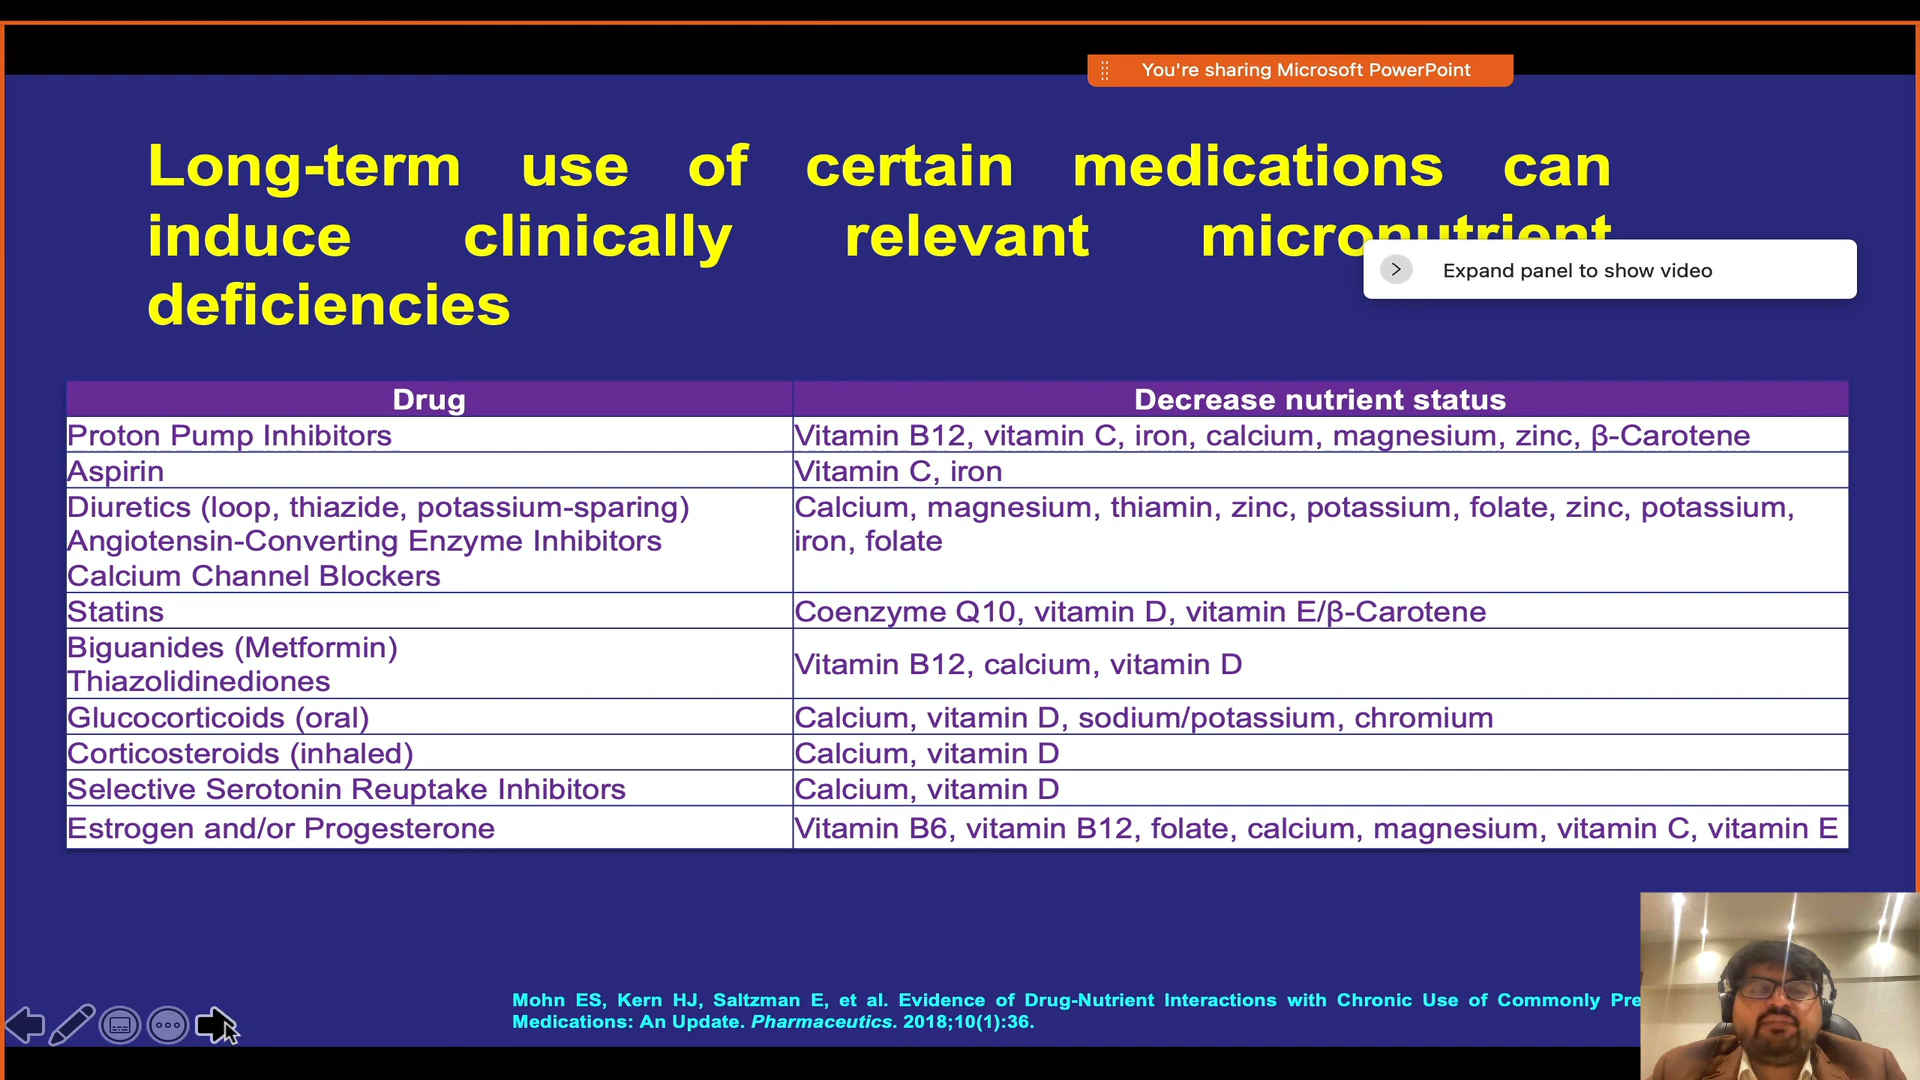 You're sharing Microsoft PowerPoint
Long-term use of certain medications can
induce clinically relevant micronutrient
deficiencies
Expand panel to show video
Drug Decrease nutrient status
Proton Pump Inhibitors Vitamin B12, vitamin C, iron, calcium, magnesium, zinc, β-Carotene
Aspirin Vitamin C, iron
Diuretics (loop, thiazide, potassium-sparing) Calcium, magnesium, thiamin, zinc, potassium, folate, zinc, potassium,
Angiotensin-Converting Enzyme Inhibitors iron, folate
Calcium Channel Blockers
Statins Coenzyme Q10, vitamin D, vitamin E/β-Carotene
Biguanides (Metformin)
Thiazolidinediones
Vitamin B12, calcium, vitamin D
Glucocorticoids (oral) Calcium, vitamin D, sodium/potassium, chromium
Corticosteroids (inhaled) Calcium, vitamin D
Selective Serotonin Reuptake Inhibitors Calcium, vitamin D
Estrogen and/or Progesterone Vitamin B6, vitamin B12, folate, calcium, magnesium, vitamin C, vitamin E
Mohn ES, Kern HJ, Saltzman E, et al. Evidence of Drug-Nutrient Interactions with Chronic Use of Commonly Pre
Medications: An Update. Pharmaceutics. 2018;10(1):36.